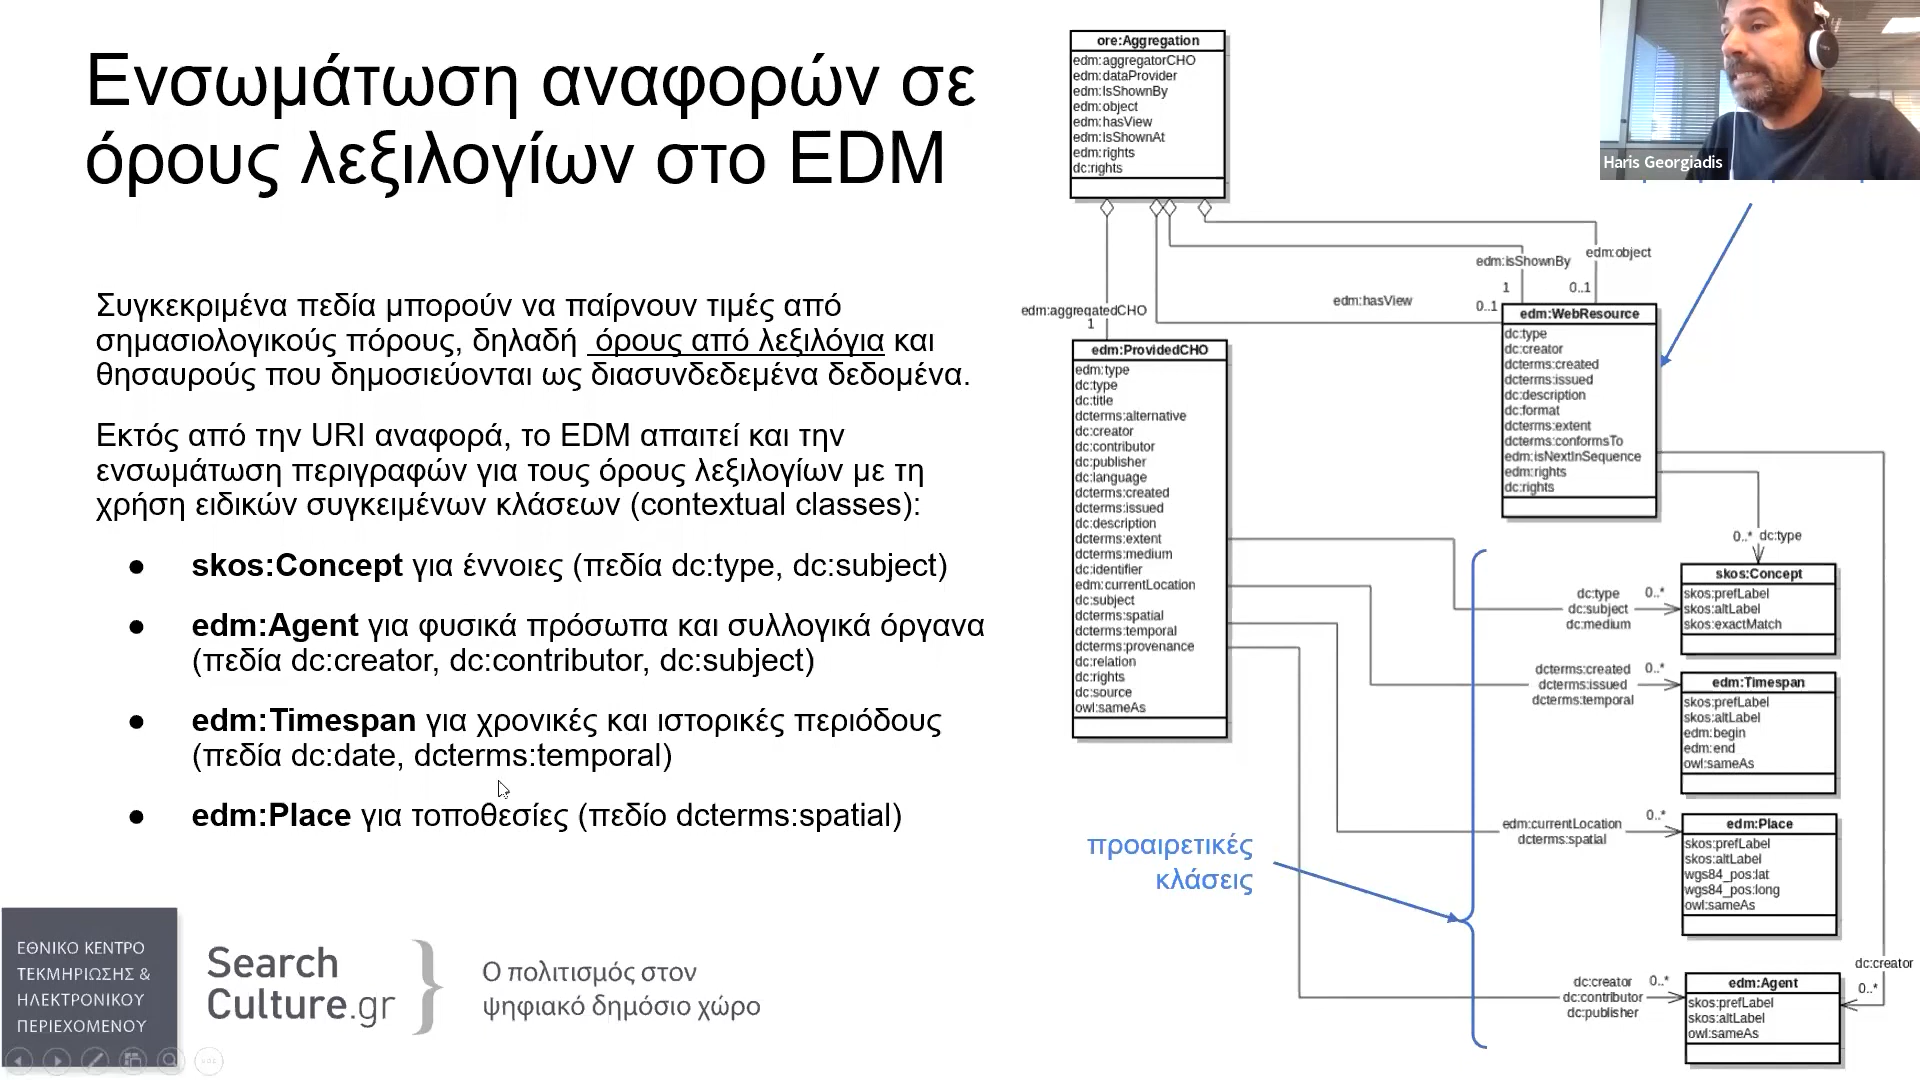 Ενσωμάτωση αναφορών σε
όρους λεξιλογίων στο EDM
Συγκεκριμένα πεδία μπορούν να παίρνουν τιμές από
σημασιολογικούς πόρους, δηλαδή όρους από λεξιλόγια και
θησαυρούς που δημοσιεύονται ως διασυνδεδεμένα δεδομένα.
Εκτός από την URI αναφορά, το EDM απαιτεί και την
ενσωμάτωση περιγραφών για τους όρους λεξιλογίων με τη
χρήση ειδικών συγκειμένων κλάσεων (contextual classes):
● skos:Concept για έννοιες (πεδία dc:type, dc:subject)
● edm:Agent για φυσικά πρόσωπα και συλλογικά όργανα
(πεδία dc:creator, dc:contributor, dc:subject)
● edm:Timespan για χρονικές και ιστορικές περιόδους
(πεδία dc:date, dcterms:temporal)
● edm:Place για τοποθεσίες (πεδίο dcterms:spatial)
ΕΘΝΙΚΟ ΚΕΝΤΡΟ
ΤΕΚΜΗΡΙΩΣΗΣ &
ΗΛΕΚΤΡΟΝΙΚΟΥ
ΠΕΡΙΕΧΟΜΕΝΟΥ
Search
Culture.gr
Ο πολιτισμός στον
ψηφιακό δημόσιο χώρο
ore:Aggregation
edm:aggregatorCHO
edm:dataProvider
edm:IsShownBy
edm:object
edm:hasView
edm:isShownAt
edm:rights
dc:rights
Haris Georgiadis
edm:object
edm:isShownBy
1
0..1
edm:hasView
0..1
edm:aggregatedCHO
1
edm:WebResource
dc:type
dc:creator
dcterms:created
dcterms:issued
dc:description
dc:format
dcterms:extent
dcterms:conformsTo
edm:isNextInSequence
edm:rights
dc:rights
edm:ProvidedCHO
edm:type
dc:type
dc:title
dcterms:alternative
dc:creator
dc:contributor
dc:publisher
dc:language
dcterms:created
dcterms:issued
dc:description
dcterms:extent
dcterms:medium
dc:identifier
edm:currentLocation
dc:subject
dcterms:spatial
dcterms:temporal
dcterms:provenance
dc:relation
dc:rights
dc:source
owl:sameAs
0..* dc:type
dc:type 0..*
dc:subject
dc:medium
skos:Concept
skos:prefLabel
skos:altLabel
skos:exactMatch
dcterms:created 0..*
dcterms:issued
dcterms:temporal
edm:Timespan
skos:prefLabel
skos:altLabel
edm:begin
edm:end
owl:sameAs
edm:currentLocation 0..*
dcterms:spatial
edm:Place
skos:prefLabel
skos:altLabel
wgs84_pos:lat
wgs84_pos:long
owl:sameAs
προαιρετικές
κλάσεις
dc:creator
0..*
dc:creator 0..*
dc:contributor
dc:publisher
edm:Agent
skos:prefLabel
skos:altLabel
owl:sameAs